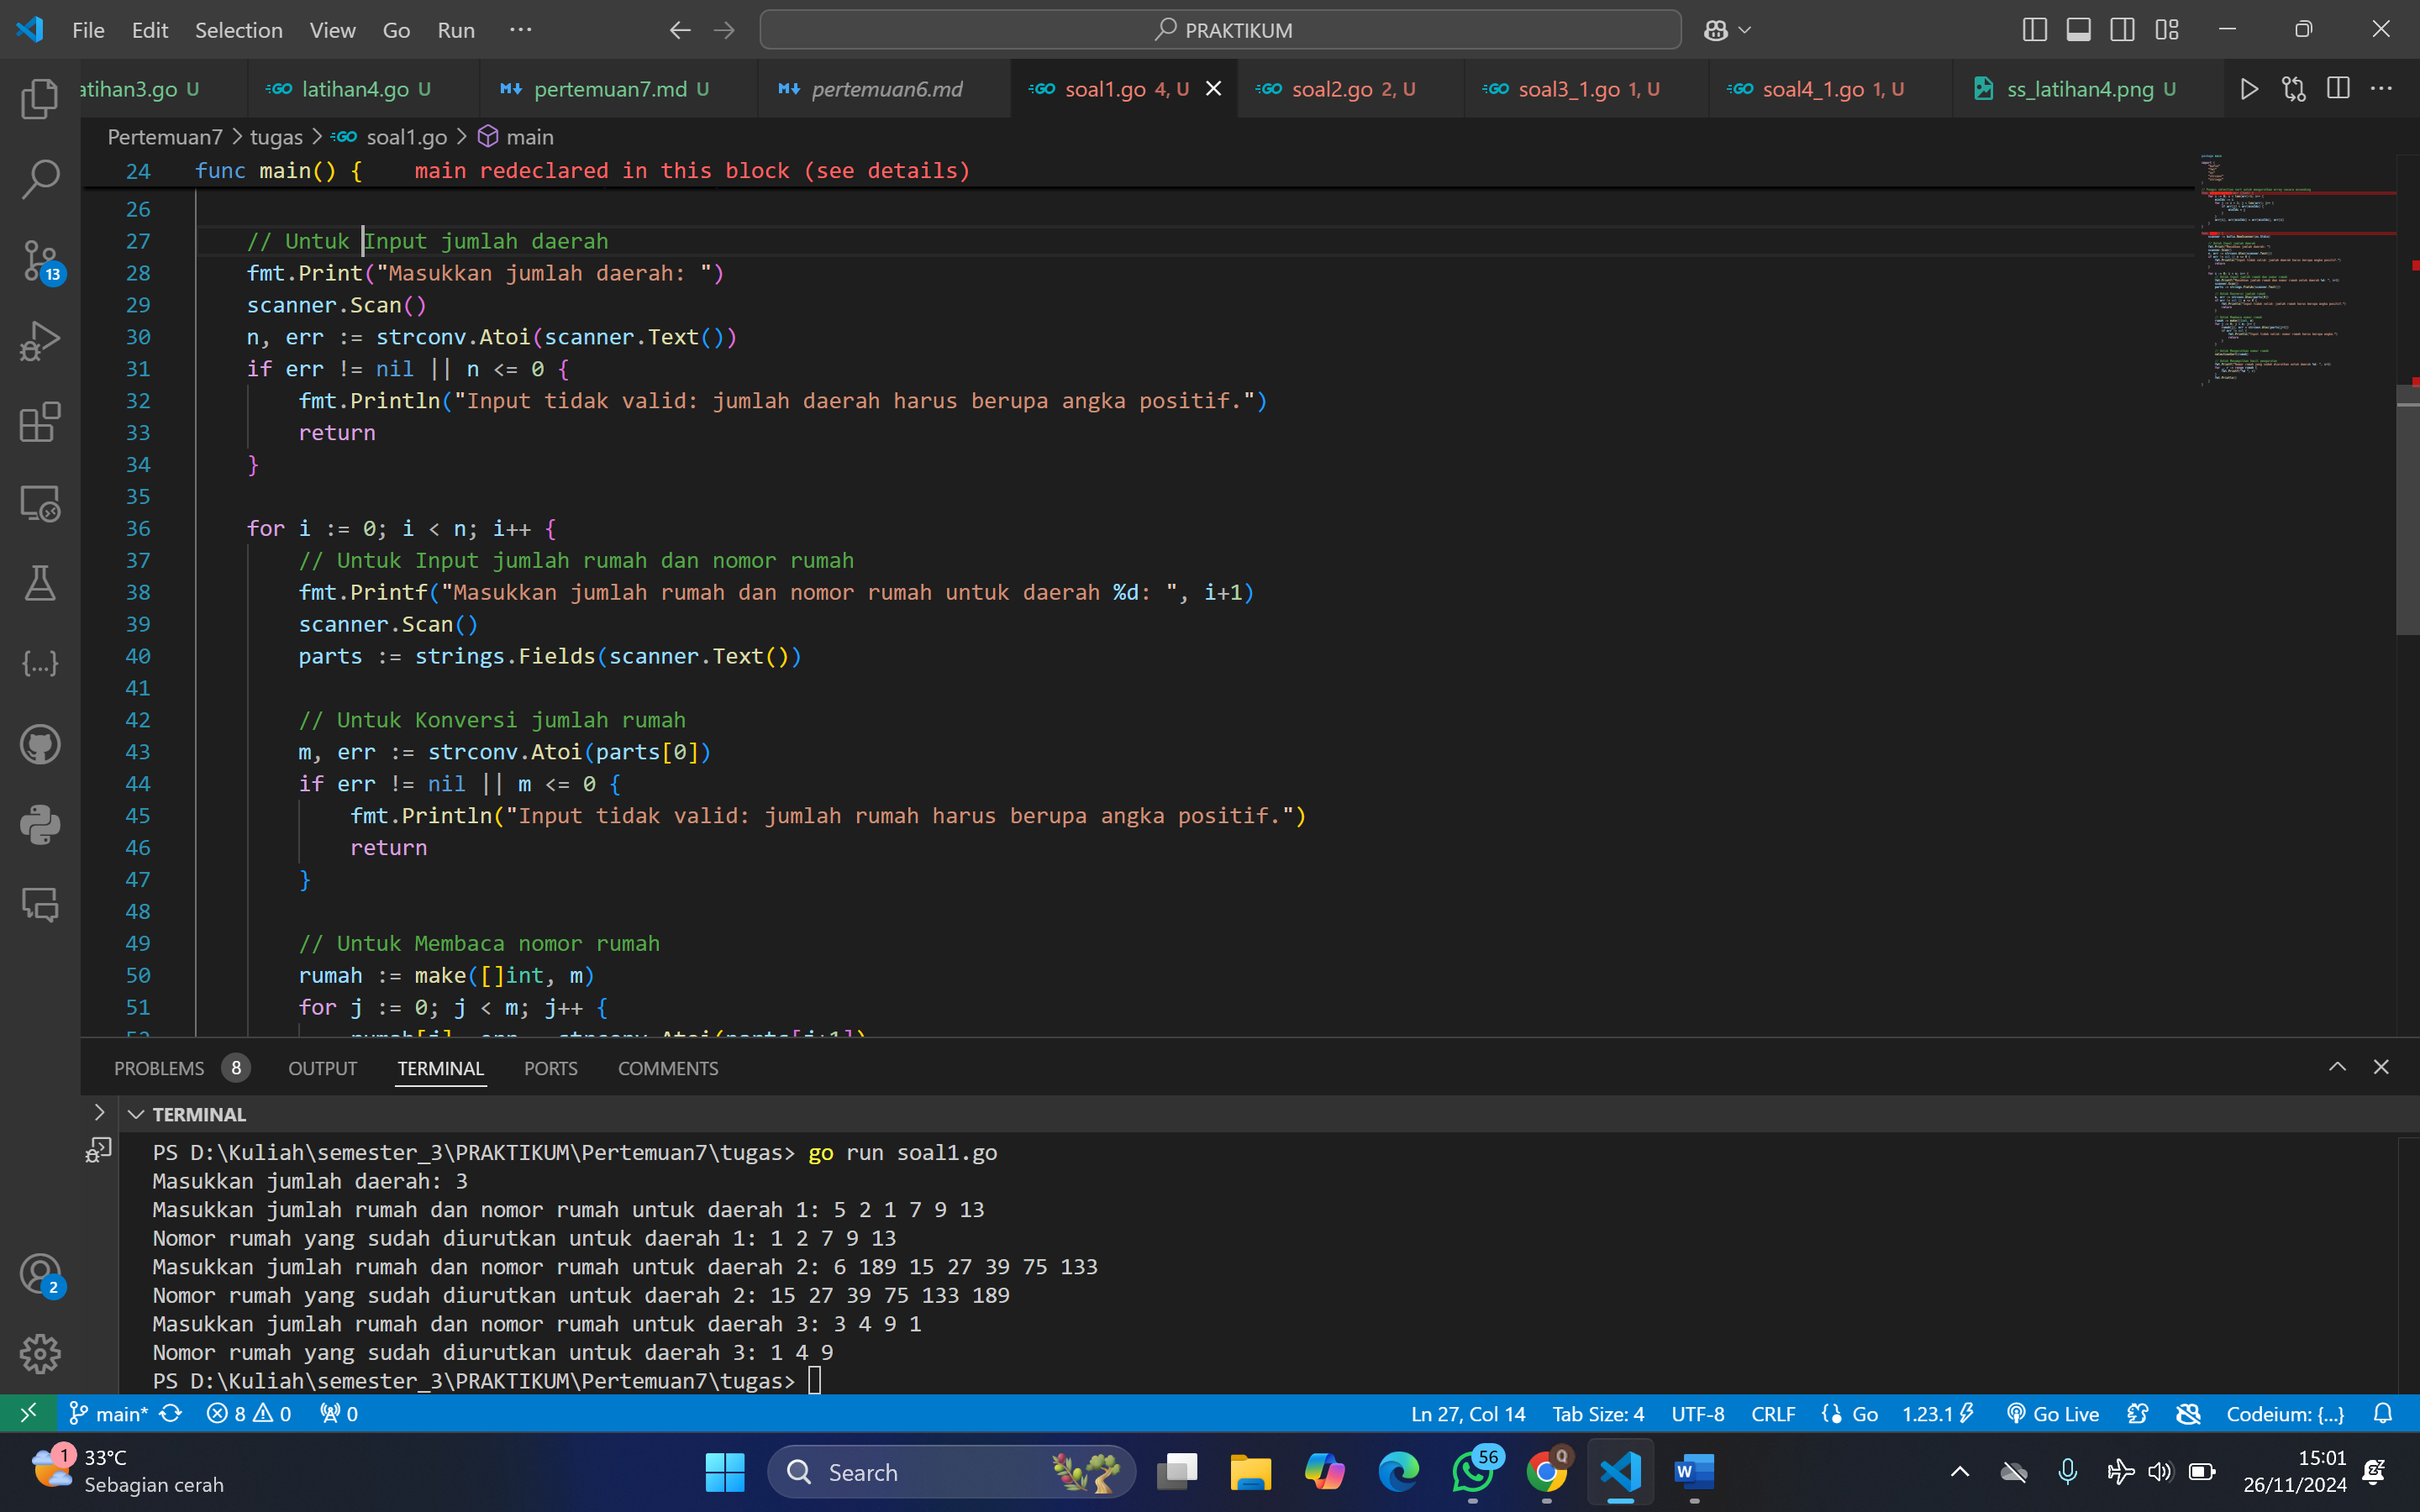 File Edit Selection View Go Run ··· PRAKTIKUM
atihan3.go U latihan4.go U pertemuan7.md U pertemuan6.md soal1.go 4, U soal2.go 2, U soal3_1.go 1, U soal4_1.go 1, U ss_latihan4.png U
Pertemuan7 > tugas > soal1.go > main
24 func main() { main redeclared in this block (see details)
26
27 // Untuk Input jumlah daerah
28 fmt.Print("Masukkan jumlah daerah: ")
29 scanner.Scan()
30 n, err := strconv.Atoi(scanner.Text())
31 if err != nil || n <= 0 {
32 fmt.Println("Input tidak valid: jumlah daerah harus berupa angka positif.")
33 return
34 }
35
36 for i := 0; i < n; i++ {
37 // Untuk Input jumlah rumah dan nomor rumah
38 fmt.Printf("Masukkan jumlah rumah dan nomor rumah untuk daerah %d: ", i+1)
39 scanner.Scan()
40 parts := strings.Fields(scanner.Text())
41
42 // Untuk Konversi jumlah rumah
43 m, err := strconv.Atoi(parts[0])
44 if err != nil || m <= 0 {
45 fmt.Println("Input tidak valid: jumlah rumah harus berupa angka positif.")
46 return
47 }
48
49 // Untuk Membaca nomor rumah
50 rumah := make([]int, m)
51 for j := 0; j < m; j++ {
PROBLEMS 8 OUTPUT TERMINAL PORTS COMMENTS
TERMINAL
PS D:\Kuliah\semester_3\PRAKTIKUM\Pertemuan7\tugas> go run soal1.go
Masukkan jumlah daerah: 3
Masukkan jumlah rumah dan nomor rumah untuk daerah 1: 5 2 1 7 9 13
Nomor rumah yang sudah diurutkan untuk daerah 1: 1 2 7 9 13
Masukkan jumlah rumah dan nomor rumah untuk daerah 2: 6 189 15 27 39 75 133
Nomor rumah yang sudah diurutkan untuk daerah 2: 15 27 39 75 133 189
Masukkan jumlah rumah dan nomor rumah untuk daerah 3: 3 4 9 1
Nomor rumah yang sudah diurutkan untuk daerah 3: 1 4 9
PS D:\Kuliah\semester_3\PRAKTIKUM\Pertemuan7\tugas>
13
2
main* 8 0 0 Ln 27, Col 14 Tab Size: 4 UTF-8 CRLF Go 1.23.1 Go Live Codeium: {...}
1 33°C
Sebagian cerah
Search
56
15:01
26/11/2024